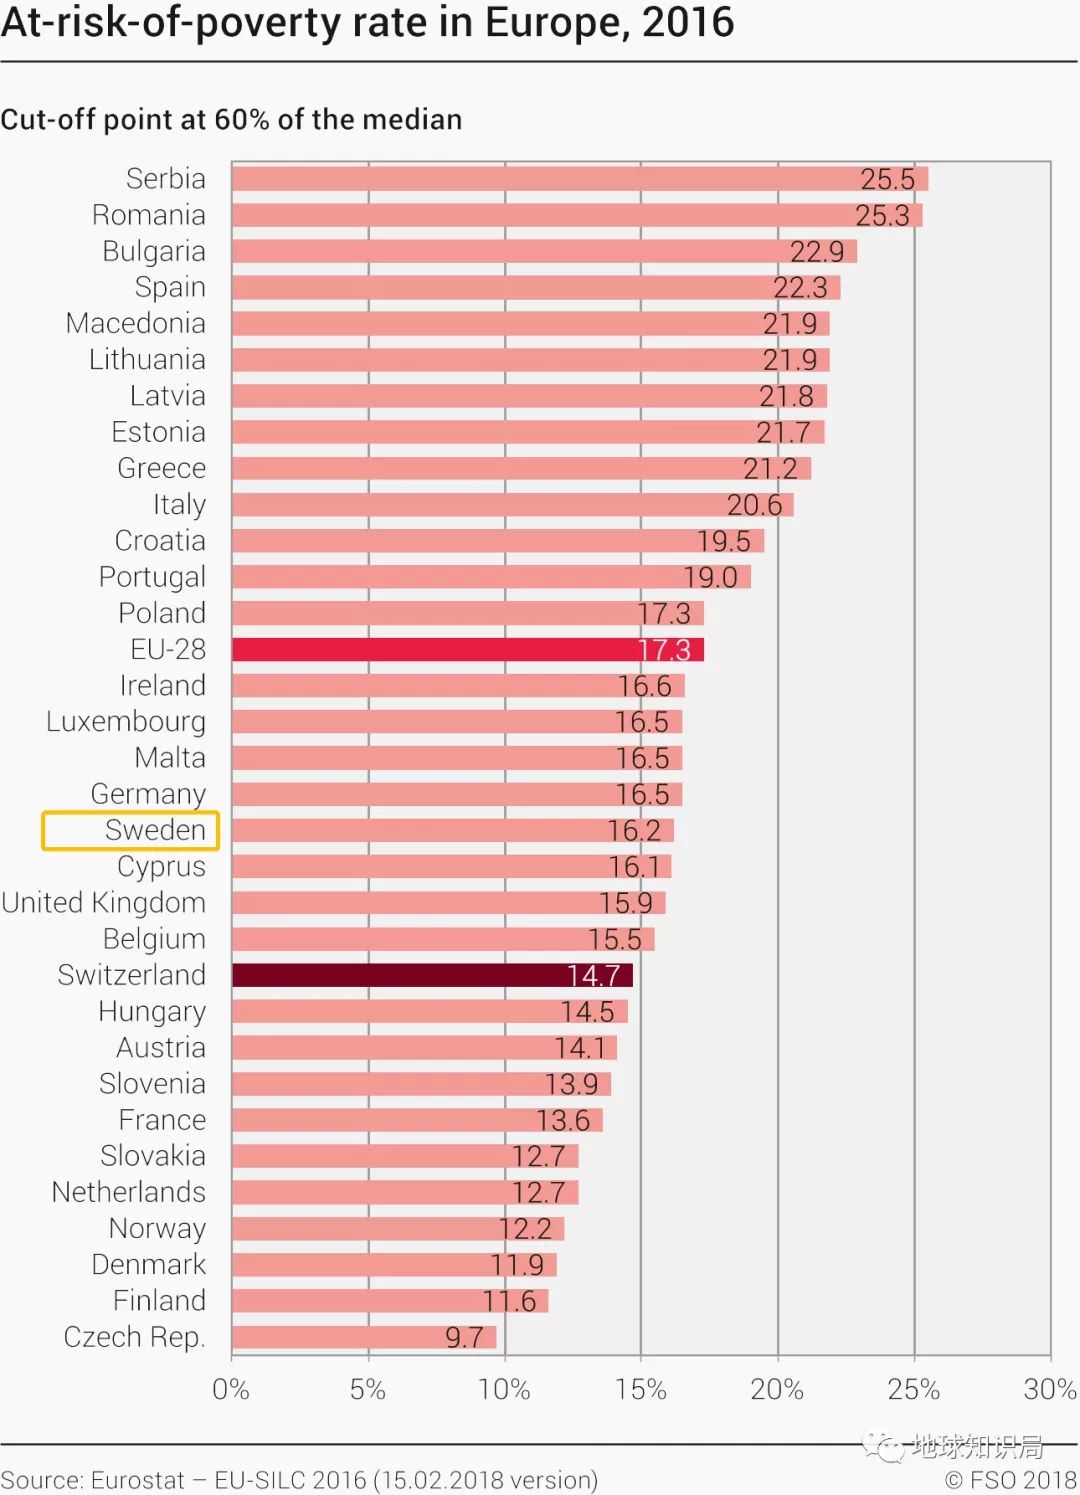 At-risk-of-poverty rate in Europe, 2016
Cut-off point at 60% of the median
Serbia 25.5
Romania 25.3
Bulgaria 22.9
Spain 22.3
Macedonia 21.9
Lithuania 21.9
Latvia 21.8
Estonia 21.7
Greece 21.2
Italy 20.6
Croatia 19.5
Portugal 19.0
Poland 17.3
EU-28 17.3
Ireland 16.6
Luxembourg 16.5
Malta 16.5
Germany 16.5
Sweden 16.2
Cyprus 16.1
United Kingdom 15.9
Belgium 15.5
Switzerland 14.7
Hungary 14.5
Austria 14.1
Slovenia 13.9
France 13.6
Slovakia 12.7
Netherlands 12.7
Norway 12.2
Denmark 11.9
Finland 11.6
Czech Rep. 9.7
0% 5% 10% 15% 20% 25% 30%
地球知识局
Source: Eurostat – EU-SILC 2016 (15.02.2018 version) © FSO 2018